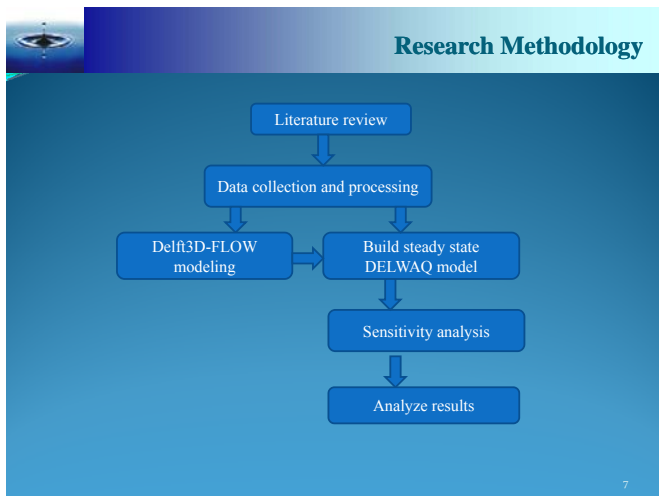 Research Methodology
Literature review
Data collection and processing
Delft3D-FLOW
modeling
Build steady state
DELWAQ model
Sensitivity analysis
Analyze results
7